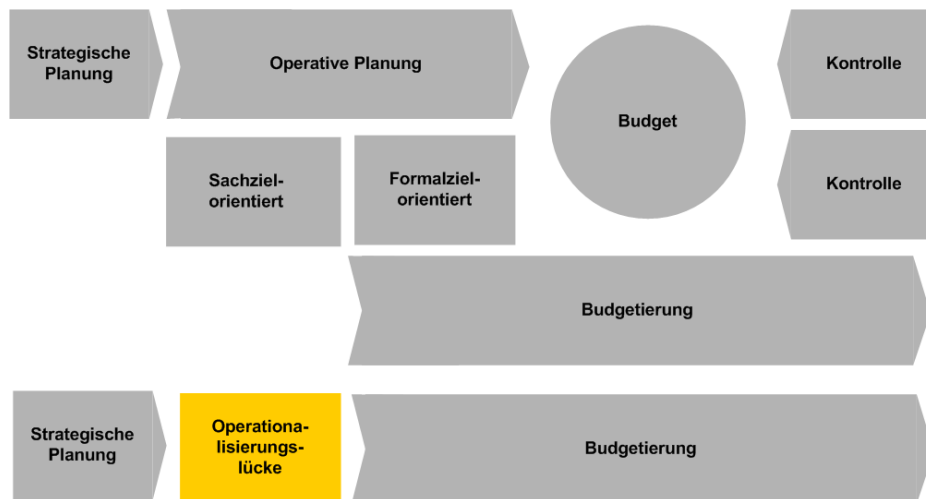 Strategische
Planung
Operative Planung
Budget
Kontrolle
Sachziel-
orientiert
Formalziel-
orientiert
Kontrolle
Budgetierung
Strategische
Planung
Operationa-
lisierungs-
lücke
Budgetierung